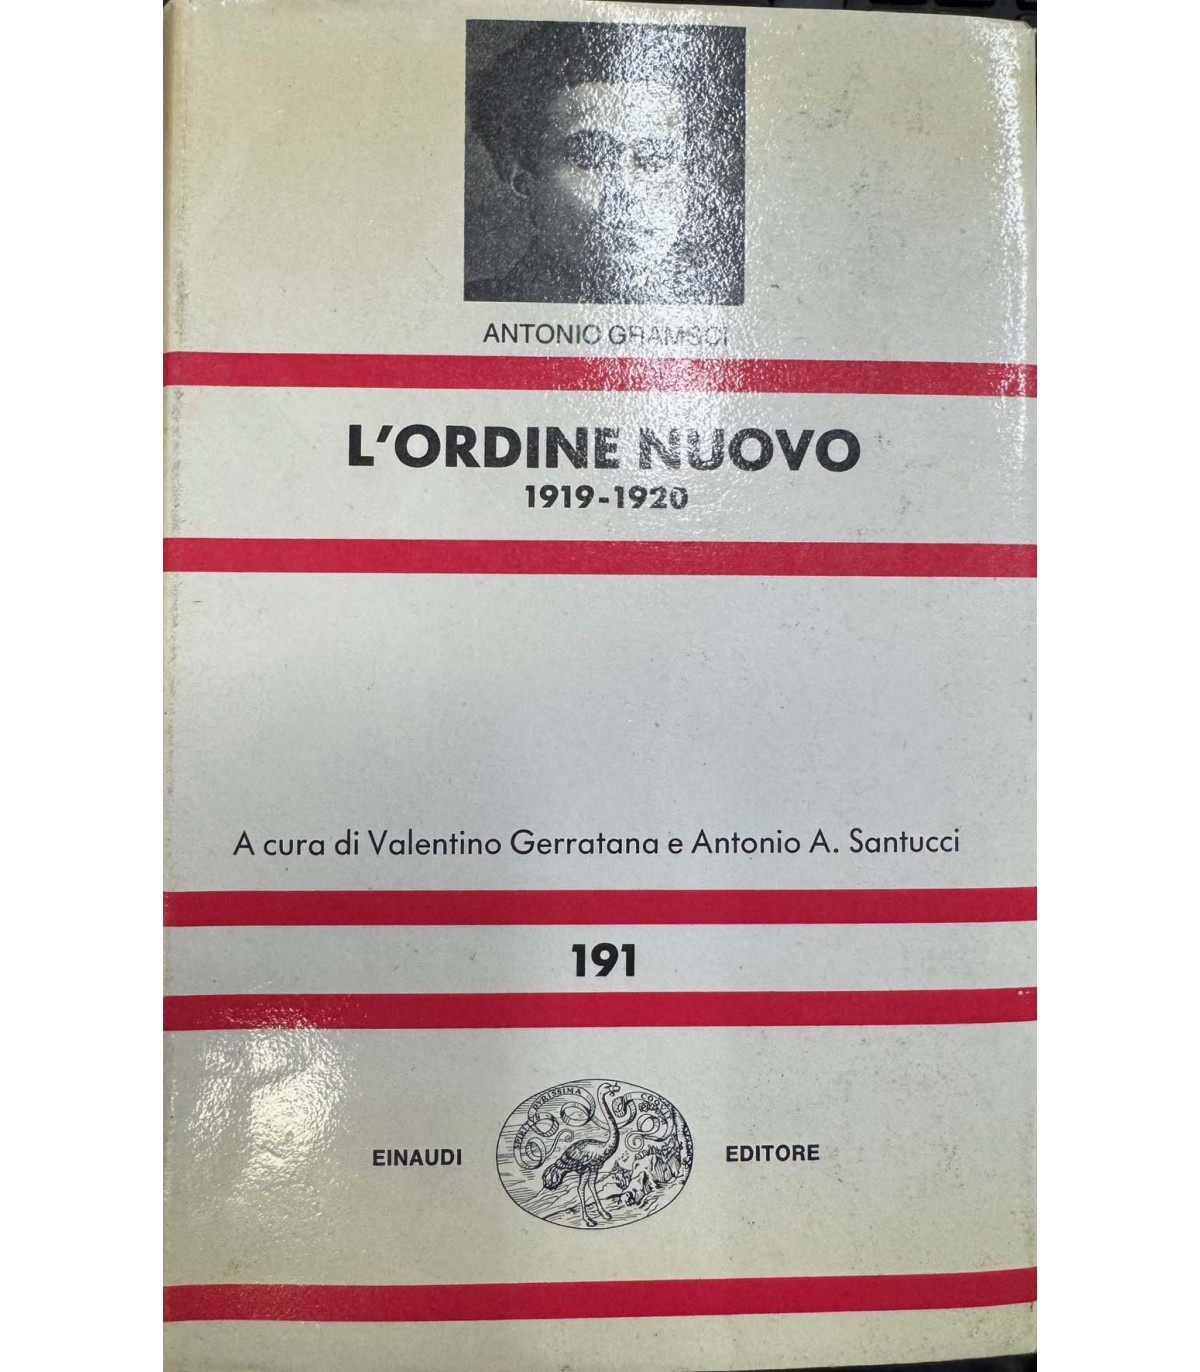 ANTONIO GRAMSCI
L'ORDINE NUOVO
1919-1920
A cura di Valentino Gerratana e Antonio A. Santucci
191
EINAUDI
EDITORE